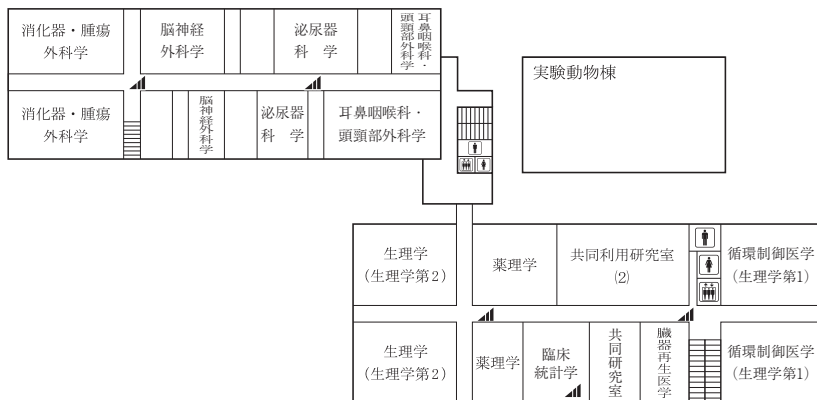 消化器・腫瘍
外科学
脳神経
外科学
泌尿器
科 学
耳鼻咽喉科・
頭頸部外科学
消化器・腫瘍
外科学
脳神経外科学
泌尿器
科 学
耳鼻咽喉科・
頭頸部外科学
実験動物棟
生理学
(生理学第2)
薬理学
共同利用研究室
(2)
循環制御医学
(生理学第1)
生理学
(生理学第2)
薬理学
臨床
統計学
共同研究室
臓器再生医学
循環制御医学
(生理学第1)